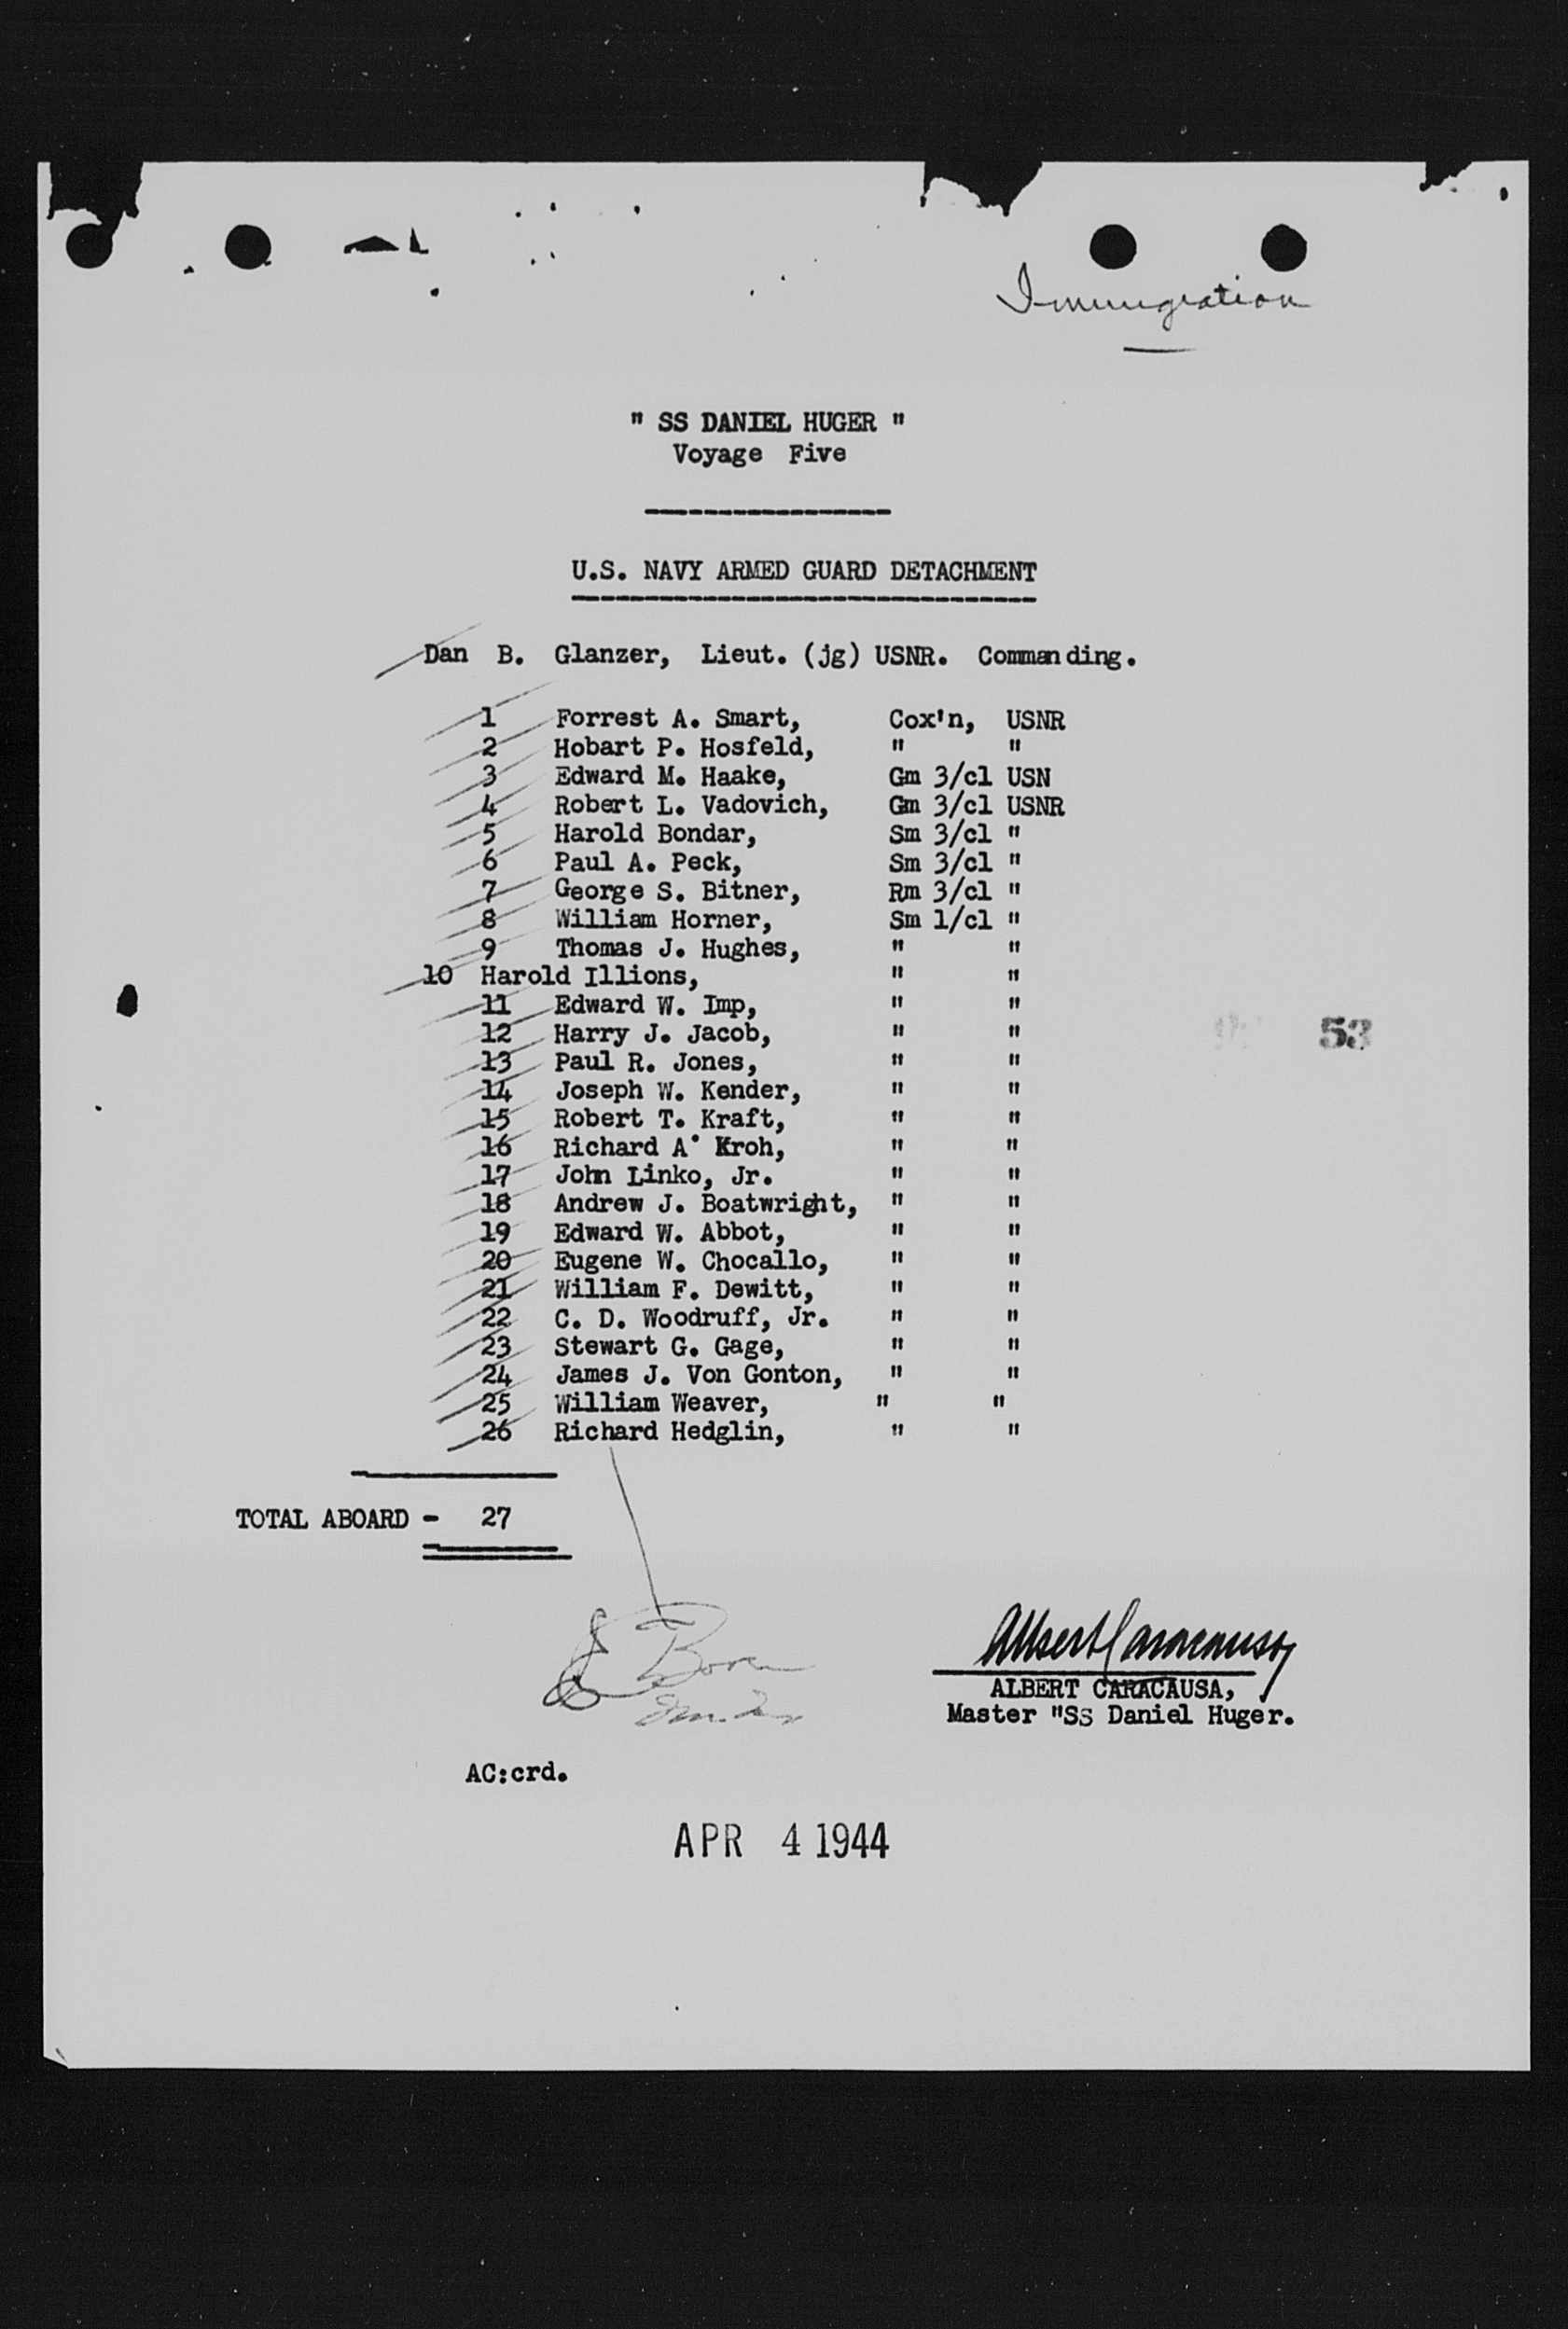 Immigration
" SS DANIEL HUGER "
Voyage Five
U.S. NAVY ARMED GUARD DETACHMENT
Dan B. Glanzer, Lieut. (jg) USNR. Commanding.
1 Forrest A. Smart, Cox'n, USNR
2 Hobart P. Hosfeld, " "
3 Edward M. Haake, Gm 3/cl USN
4 Robert L. Vadovich, Gm 3/cl USNR
5 Harold Bondar, Sm 3/cl "
6 Paul A. Peck, Sm 3/cl "
7 George S. Bitner, Rm 3/cl "
8 William Horner, Sm 1/cl "
9 Thomas J. Hughes, " "
10 Harold Illions, " "
11 Edward W. Imp, " "
12 Harry J. Jacob, " "
13 Paul R. Jones, " "
53
14 Joseph W. Kender, " "
15 Robert T. Kraft, " "
16 Richard A. Kroh, " "
17 John Linko, Jr. " "
18 Andrew J. Boatwright, " "
19 Edward W. Abbot, " "
20 Eugene W. Chocallo, " "
21 William F. Dewitt, " "
22 C. D. Woodruff, Jr. " "
23 Stewart G. Gage, " "
24 James J. Von Gonton, " "
25 William Weaver, " "
26 Richard Hedglin, " "
TOTAL ABOARD - 27
Albert Caracausa
ALBERT CARACAUSA,
Master "Ss Daniel Huger.
AC:crd.
APR 4 1944